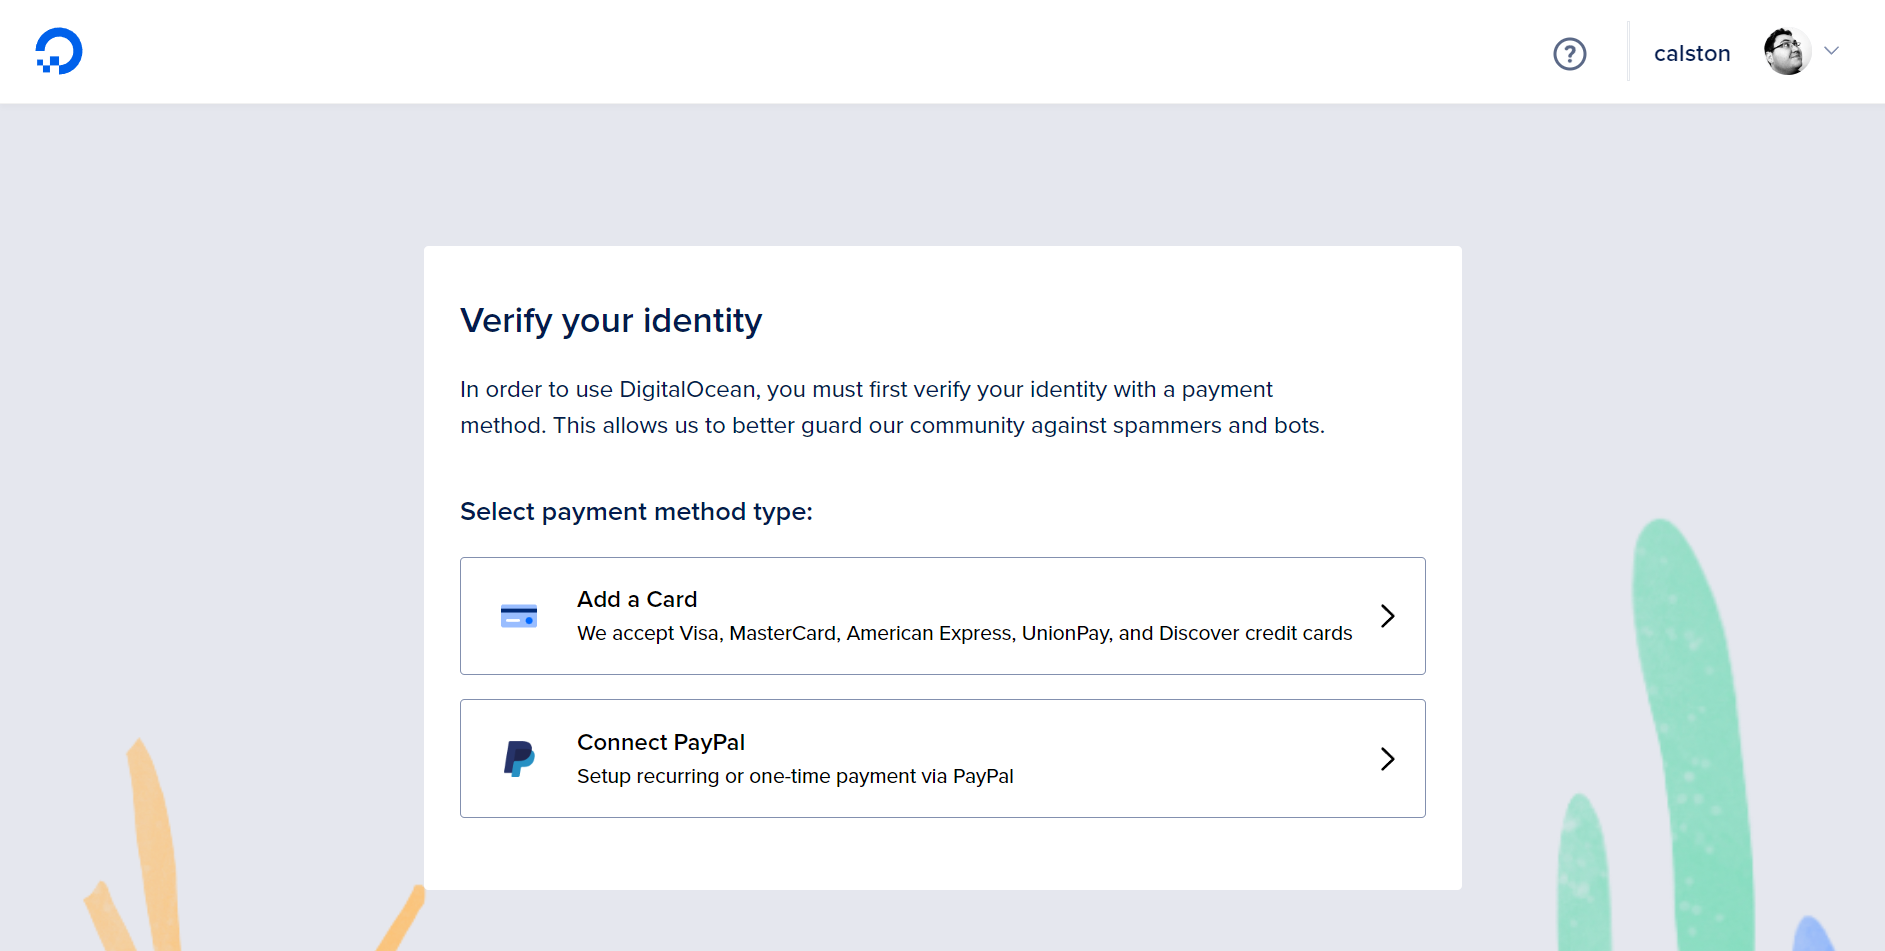 calston
Verify your identity
In order to use DigitalOcean, you must first verify your identity with a payment
method. This allows us to better guard our community against spammers and bots.
Select payment method type:
Add a Card
We accept Visa, MasterCard, American Express, UnionPay, and Discover credit cards
Connect PayPal
Setup recurring or one-time payment via PayPal